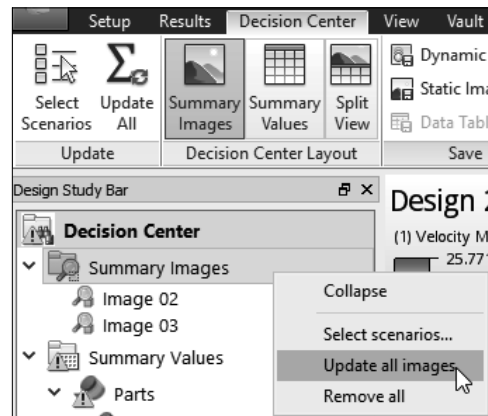 Setup Results Decision Center View Vault
Select Scenarios
Update All
Summary Images
Summary Values
Split View
Dynamic
Static Ima
Data Tabl
Update Decision Center Layout Save
Design Study Bar
Decision Center
Summary Images
Image 02
Image 03
Summary Values
Parts
Design 2
(1) Velocity M
25.771
Collapse
Select scenarios...
Update all images
Remove all